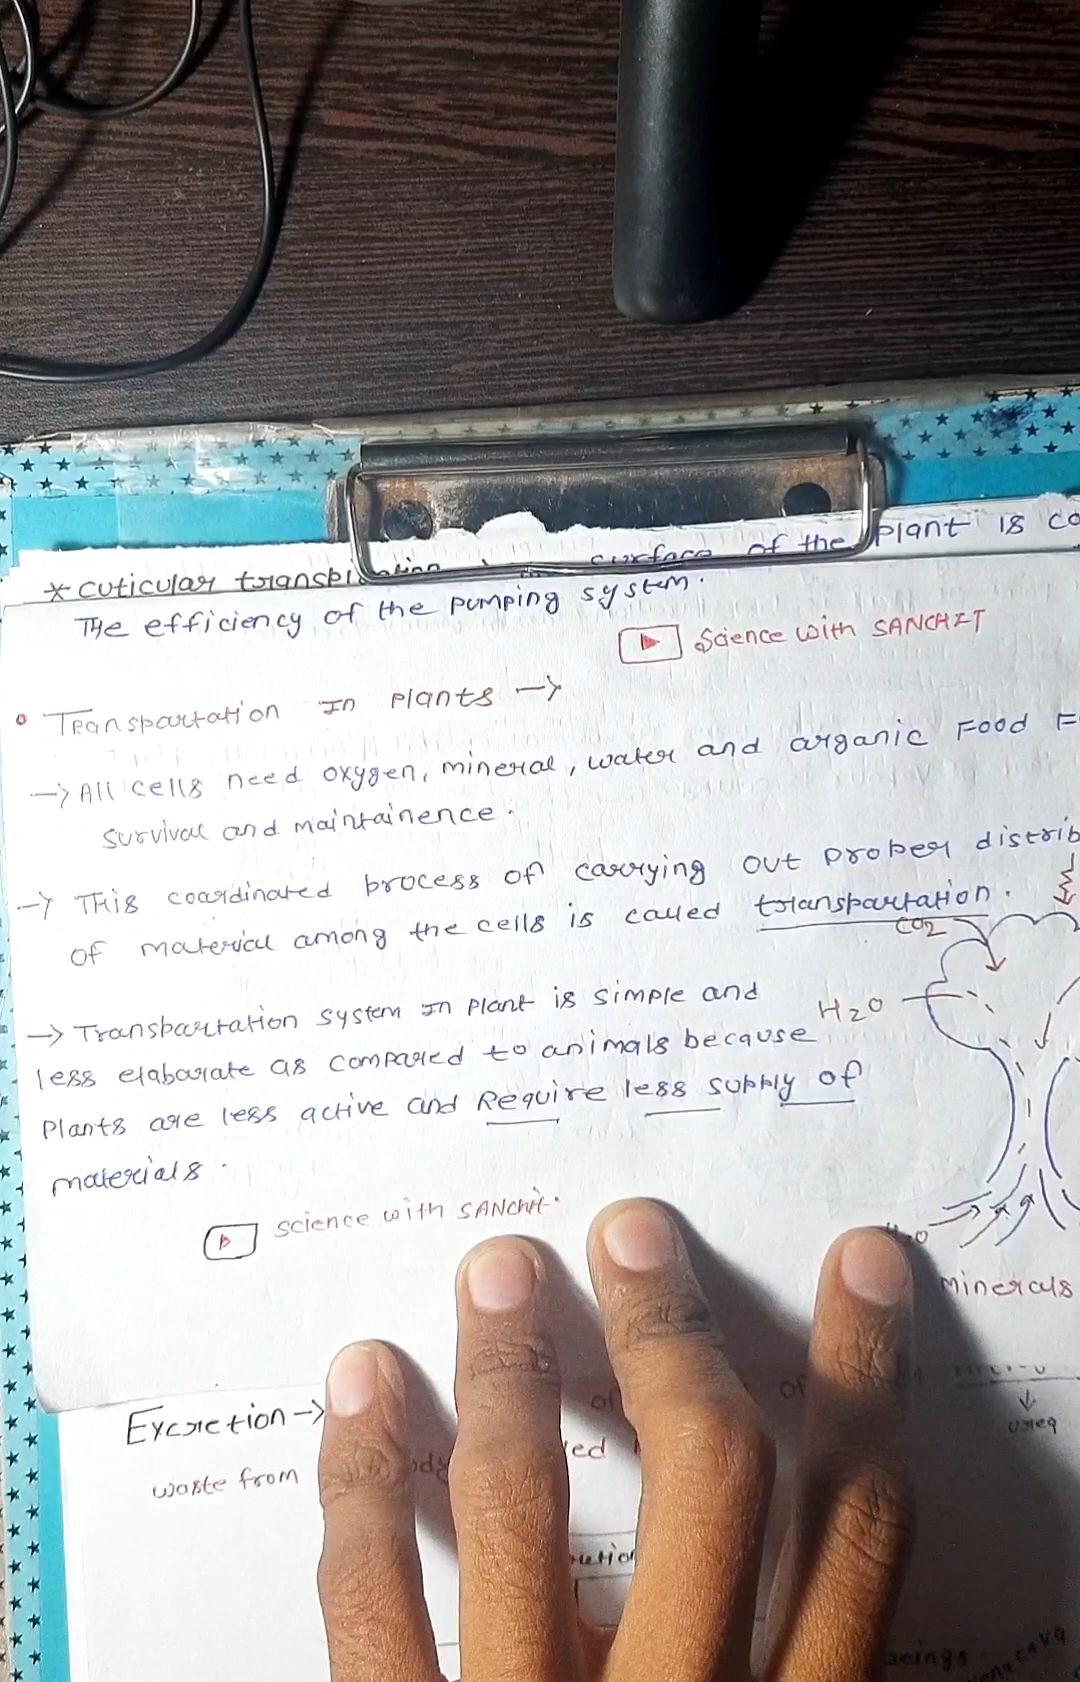 surface of the plant is co
* cuticular transpi
The efficiency of the pumping system.
Science with SANCHIT
Transportation In plants →
→ All cells need oxygen, mineral, water and organic Food F
survival and maintainence.
→ This coordinated process of carrying out proper distrib
of material among the cells is called transportation.
CO2
→ Transportation system In plant is simple and
H2O
less elaborate as compared to animals because
Plants are less active and Require less supply of
materials.
Science with SANCHIT.
Minerals
Excretion →
of
of
urea
waste from
ed